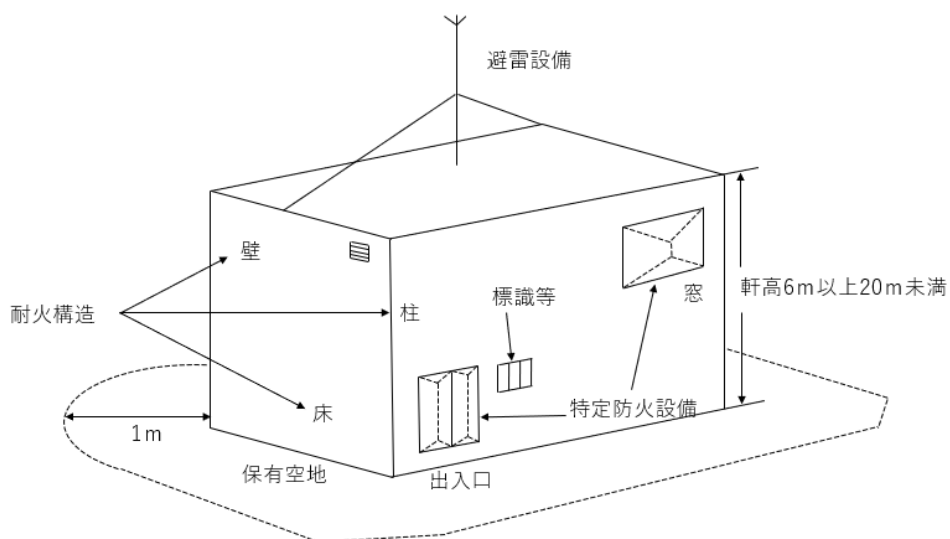 避雷設備
壁
耐火構造
柱
標識等
窓
軒高6m以上20m未満
床
特定防火設備
1m
保有空地
出入口